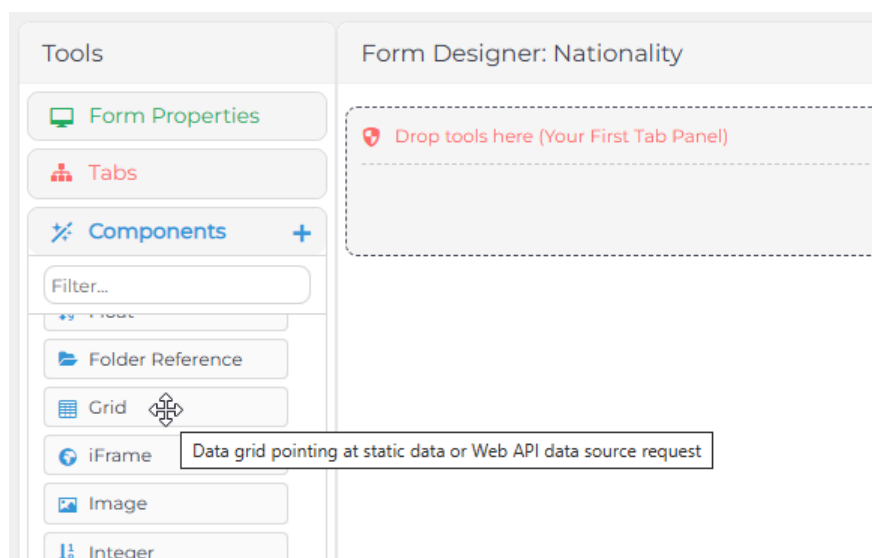 Tools
Form Designer: Nationality
Form Properties
Drop tools here (Your First Tab Panel)
Tabs
Components
Filter...
Float
Folder Reference
Grid
Data grid pointing at static data or Web API data source request
iFrame
Image
Integer